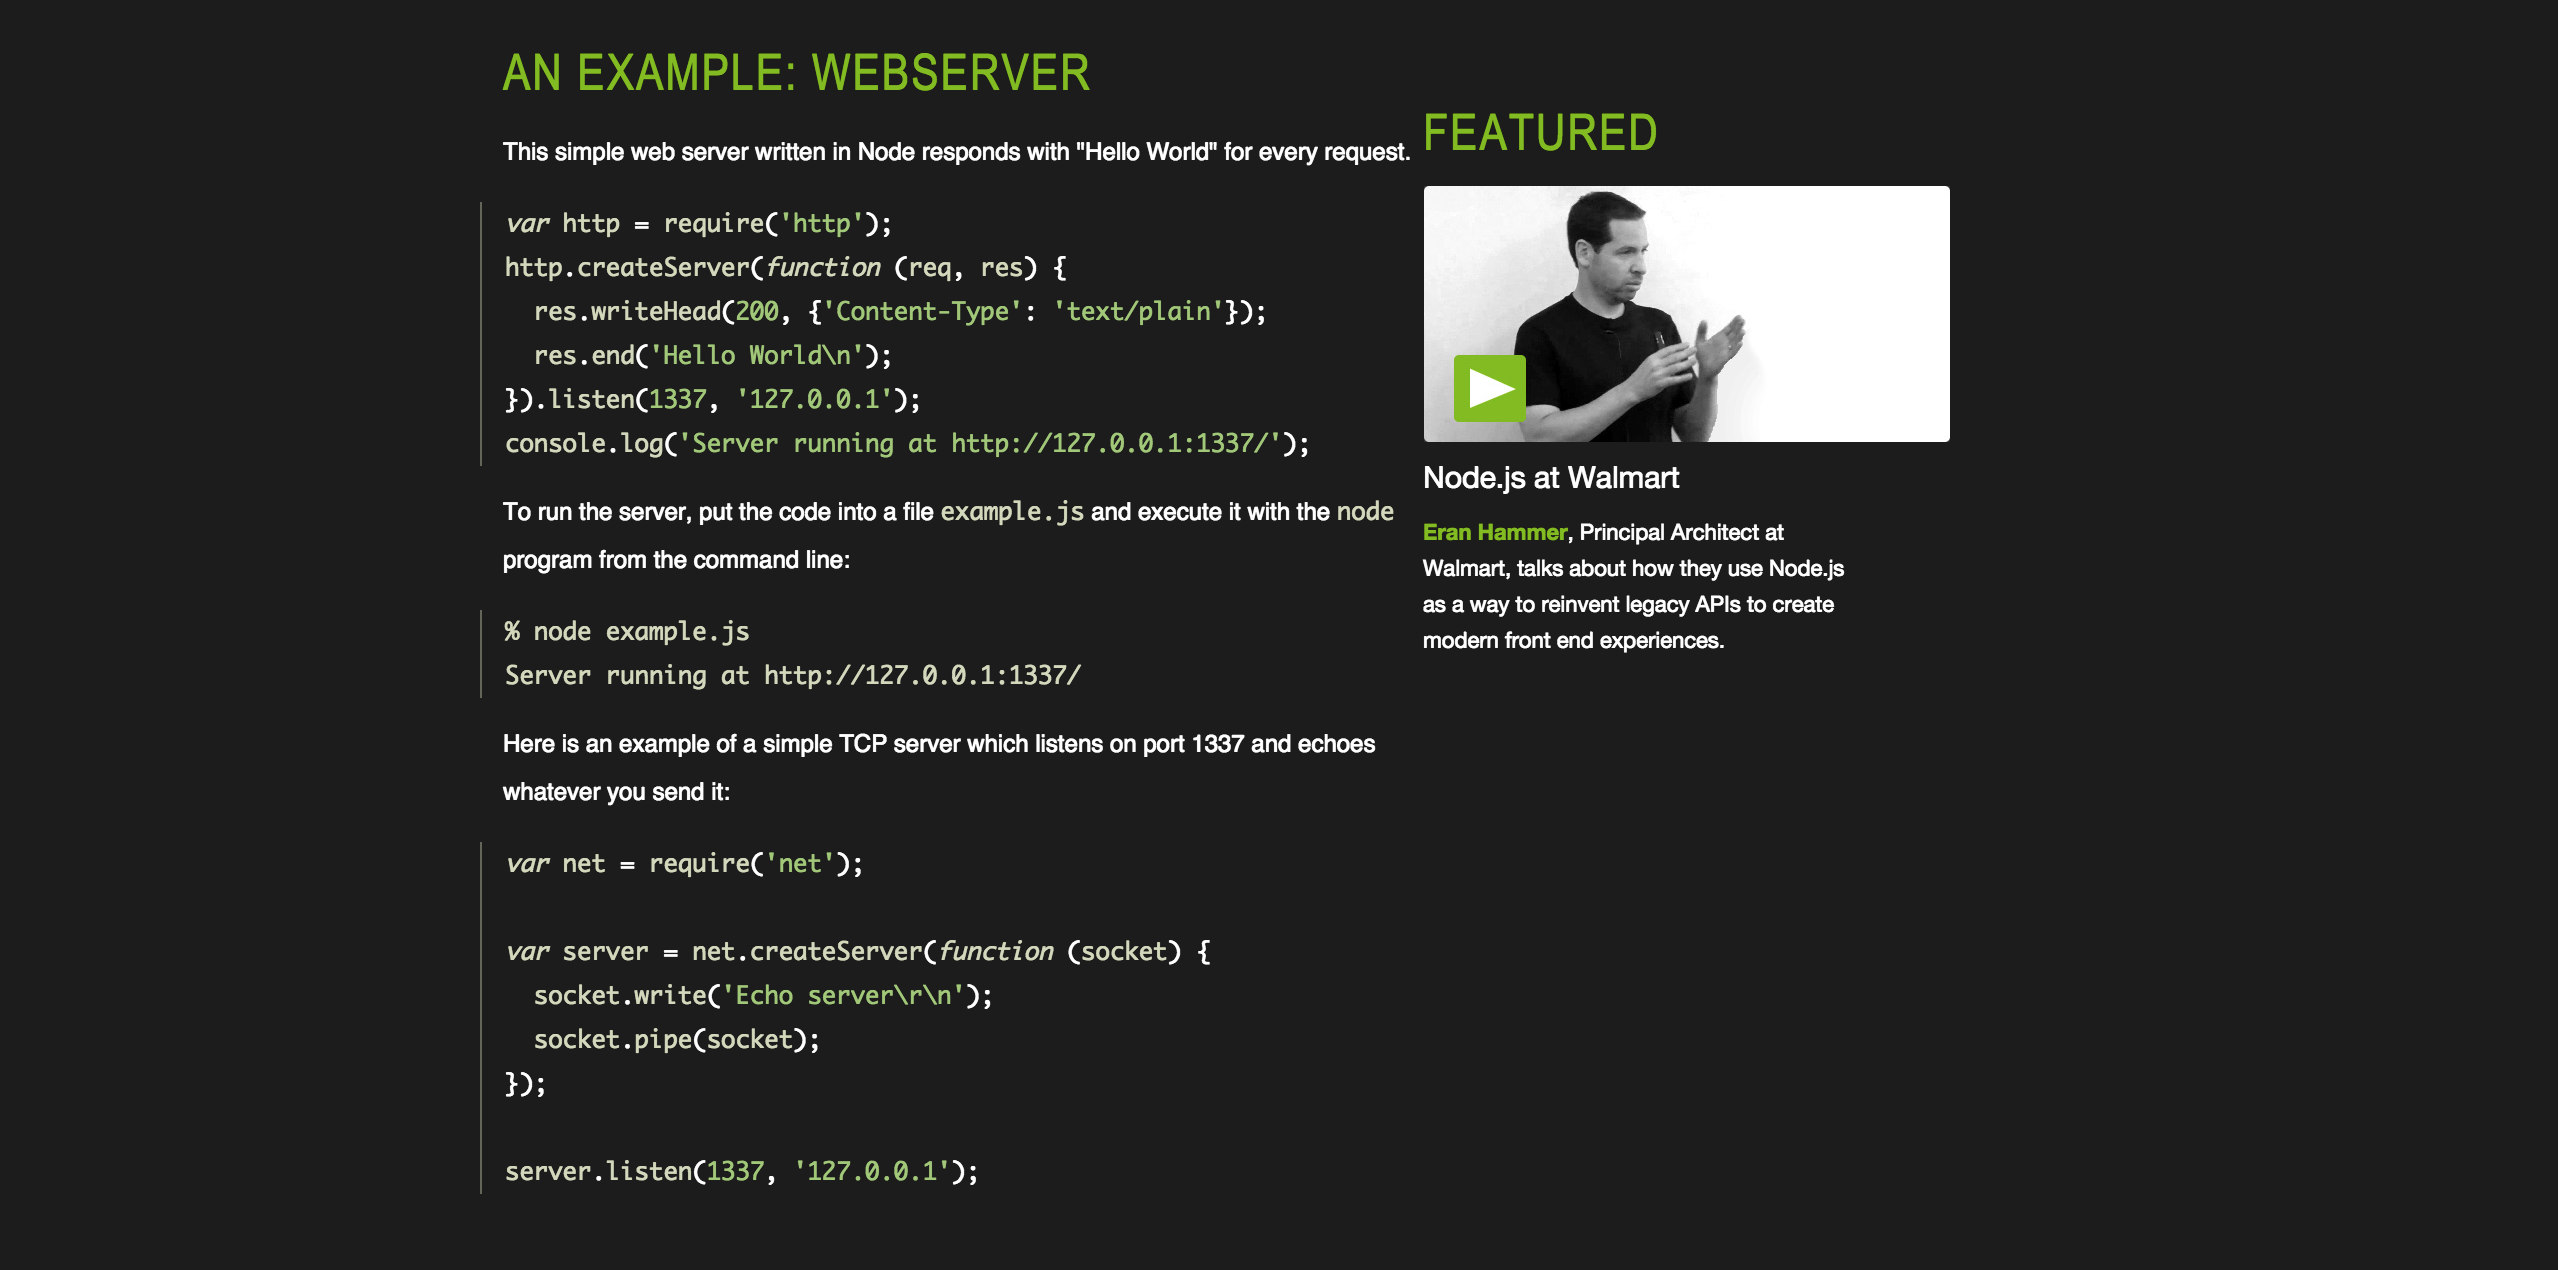 AN EXAMPLE: WEBSERVER
This simple web server written in Node responds with "Hello World" for every request.
var http = require('http');
http.createServer(function (req, res) {
  res.writeHead(200, {'Content-Type': 'text/plain'});
  res.end('Hello World\n');
}).listen(1337, '127.0.0.1');
console.log('Server running at http://127.0.0.1:1337/');
To run the server, put the code into a file example.js and execute it with the node
program from the command line:
% node example.js
Server running at http://127.0.0.1:1337/
Here is an example of a simple TCP server which listens on port 1337 and echoes
whatever you send it:
var net = require('net');
var server = net.createServer(function (socket) {
  socket.write('Echo server\r\n');
  socket.pipe(socket);
});
server.listen(1337, '127.0.0.1');
FEATURED
Node.js at Walmart
Eran Hammer, Principal Architect at
Walmart, talks about how they use Node.js
as a way to reinvent legacy APIs to create
modern front end experiences.